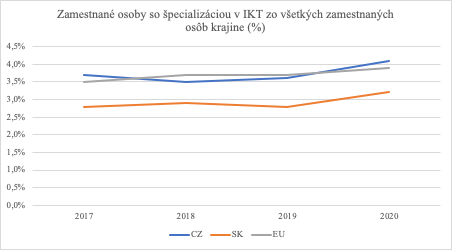 Zamestnané osoby so špecializáciou v IKT zo všetkých zamestnaných
osôb krajine (%)
4,5%
4,0%
3,5%
3,0%
2,5%
2,0%
1,5%
1,0%
0,5%
0,0%
2017 2018 2019 2020
CZ SK EU